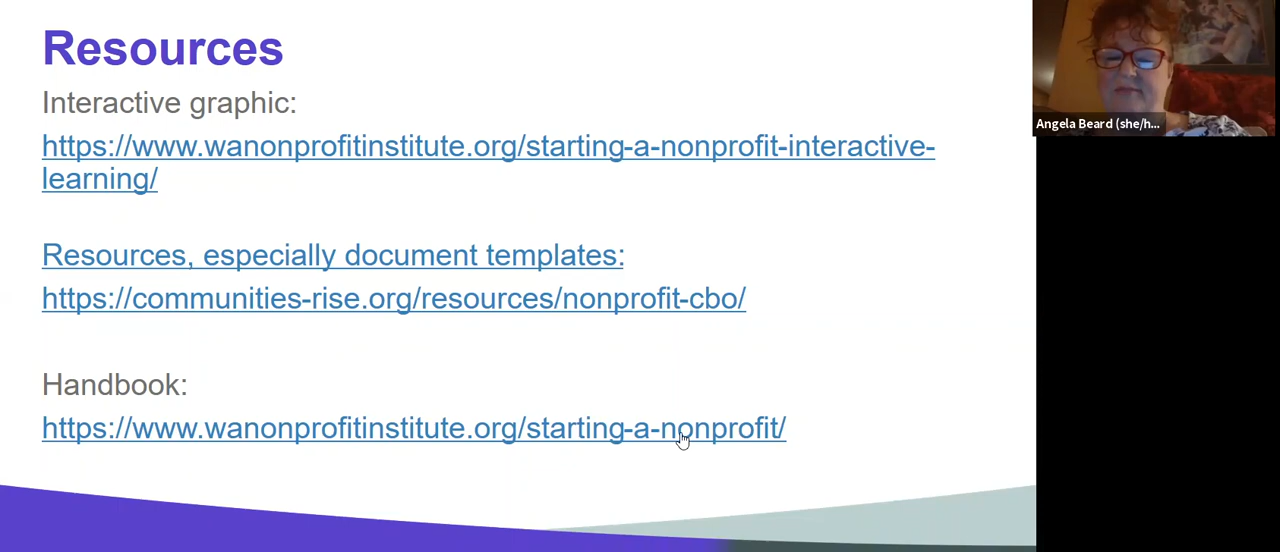 Resources
Interactive graphic:
https://www.wanonprofitinstitute.org/starting-a-nonprofit-interactive-
learning/
Resources, especially document templates:
https://communities-rise.org/resources/nonprofit-cbo/
Handbook:
https://www.wanonprofitinstitute.org/starting-a-nonprofit/
Angela Beard (she/h...